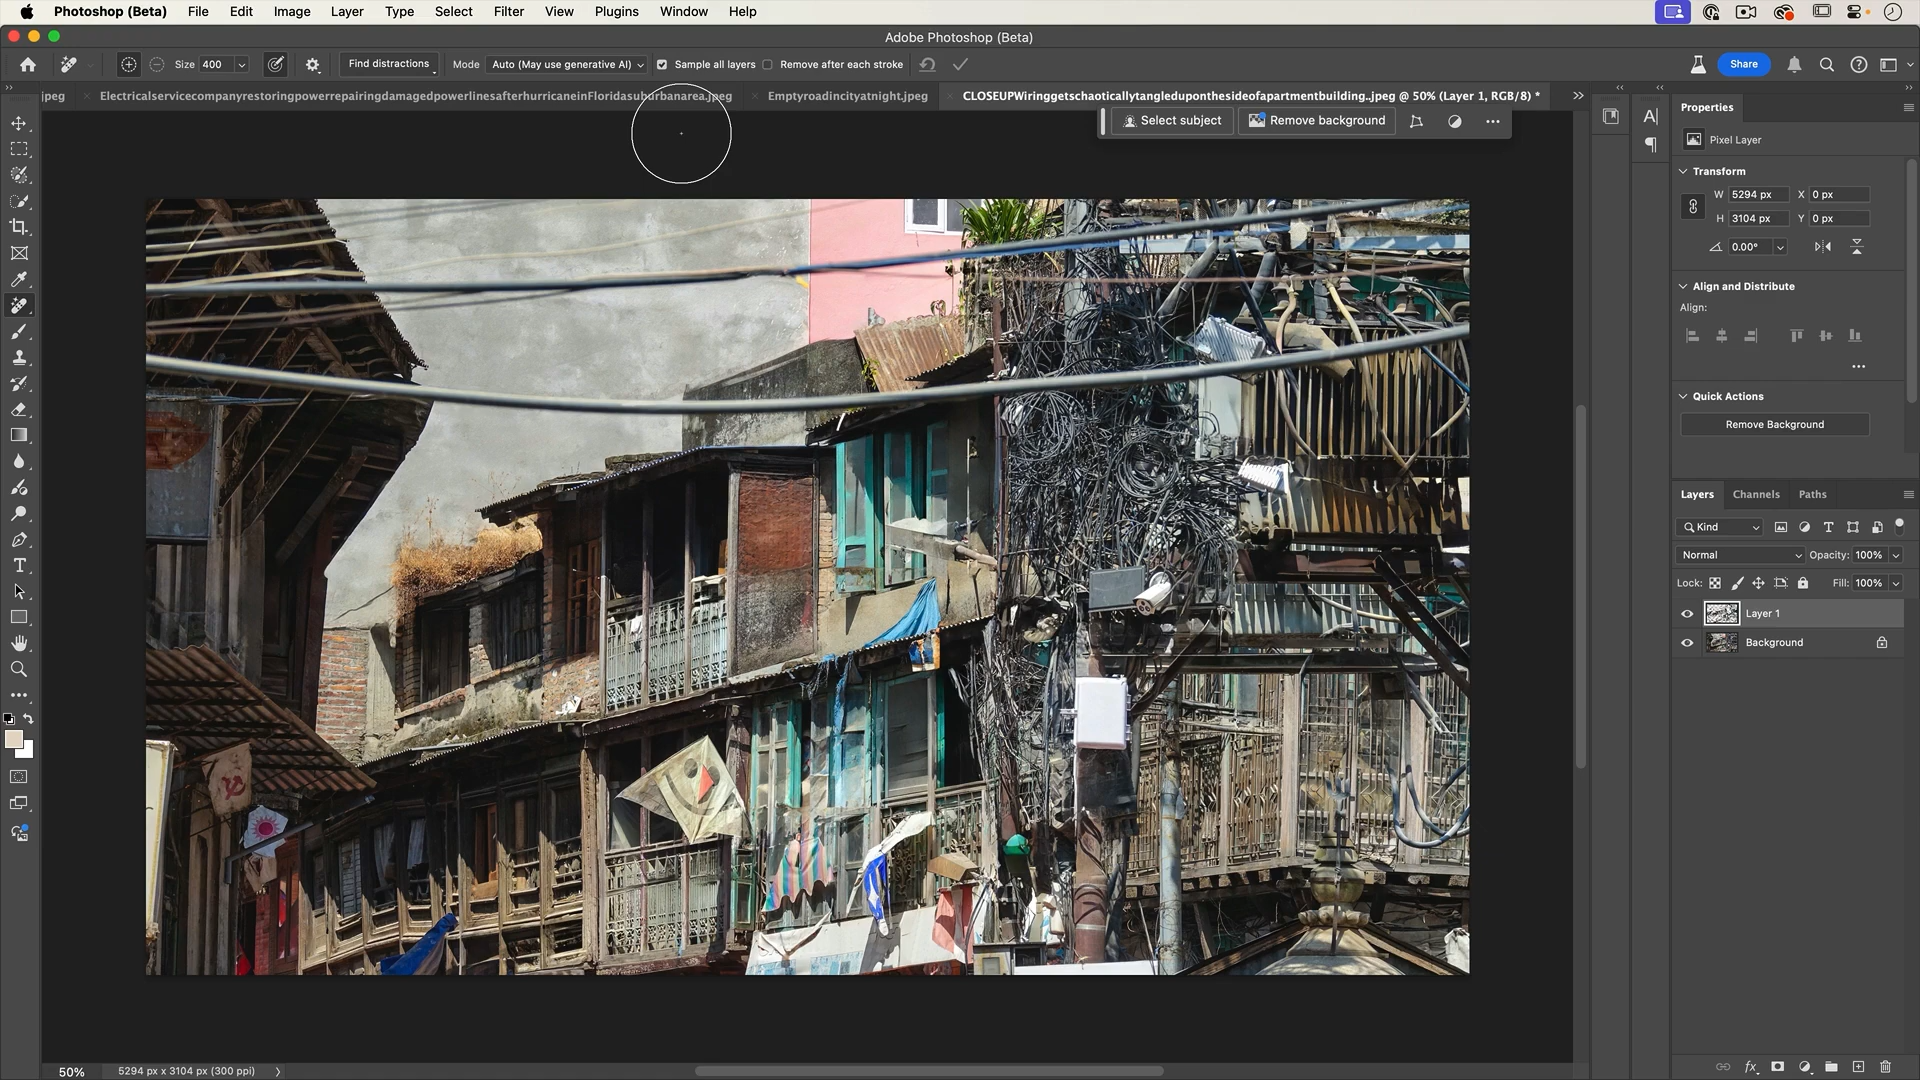 Photoshop (Beta) File Edit Image Layer Type Select Filter View Plugins Window Help
Adobe Photoshop (Beta)
Size 400 Find distractions Mode Auto (May use generative AI) Sample all layers Remove after each stroke Share
jpeg × ElectricalservicecompanyrestoringpowerrepairingdamagedpowerlinesafterhurricaneinFloridasuburbanarea.jpeg × Emptyroadincityatnight.jpeg × CLOSEUPWiringgetschaoticallytangledupontthesideofapartmentbuilding..jpeg @ 50% (Layer 1, RGB/8) *
Select subject Remove background
Properties
Pixel Layer
Transform
W 5294 px X 0 px
H 3104 px Y 0 px
0.00°
Align and Distribute
Align:
Quick Actions
Remove Background
Layers Channels Paths
Kind
Normal Opacity: 100%
Lock: Fill: 100%
Layer 1
Background
50% 5294 px x 3104 px (300 ppi)